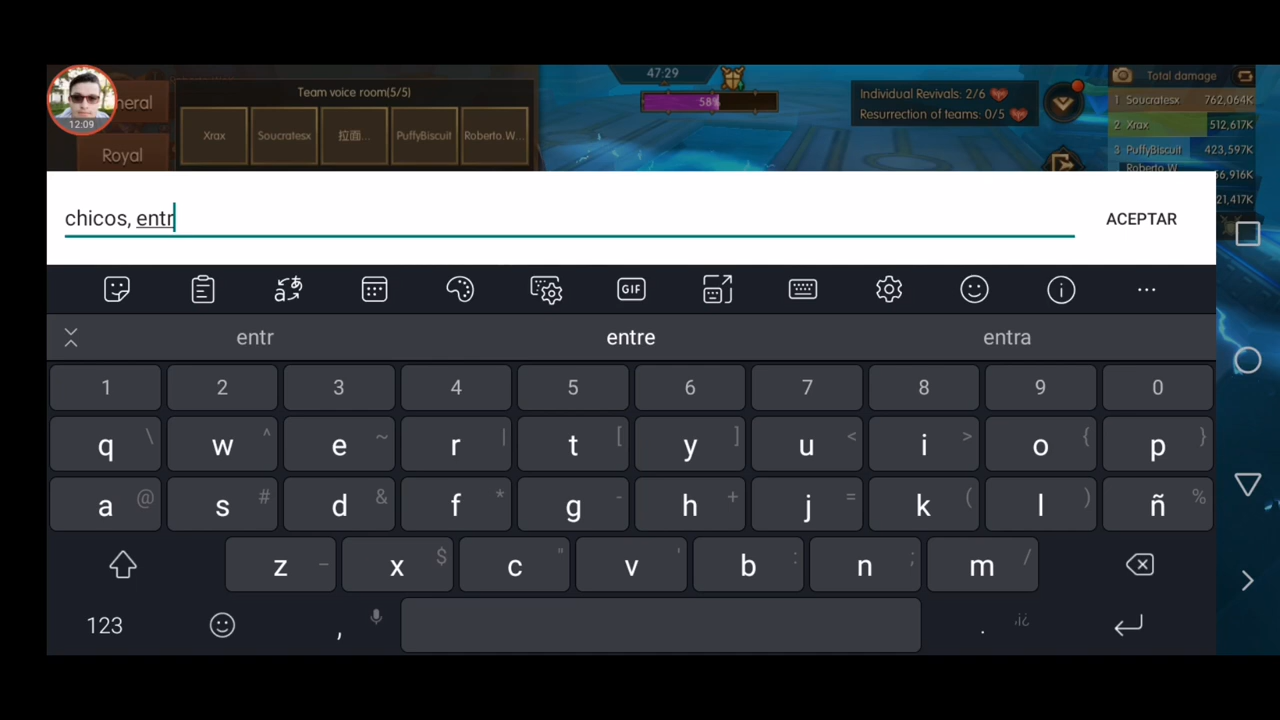 neral
12:09
Royal
Team voice room(5/5)
Xrax
Soucratesx
拉面...
PuffyBiscuit
Roberto.W...
47:29
58%
Individual Revivals: 2/6
Resurrection of teams: 0/5
Total damage
1 Soucratesx 762,064K
2 Xrax 512,617K
3 PuffyBiscuit 423,597K
Roberto W
6,916K
21,417K
chicos, entr
ACEPTAR
GIF
entr entre entra
1 2 3 4 5 6 7 8 9 0
q \ w ^ e ~ r | t [ y ] u < i > o { p }
a @ s # d & f * g - h + j = k ( l ) ñ %
z _ x $ c " v ' b : n ; m /
123 , . ,i¿